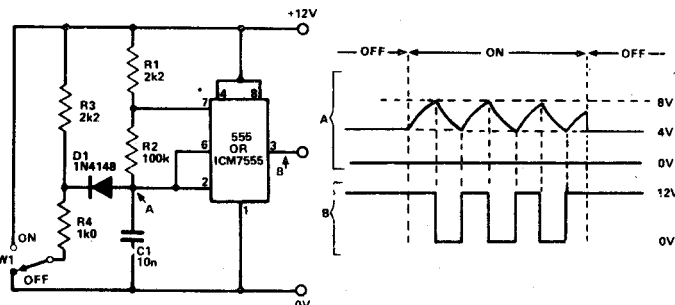 +12V
R1
2k2
R3
2k2
4
8
7
R2
100k
555
OR
ICM7555
6
3
2
B
D1
1N4148
A
R4
1k0
1
C1
10n
ON
W1
OFF
0V
OFF
ON
OFF
A
8V
4V
0V
B
12V
0V